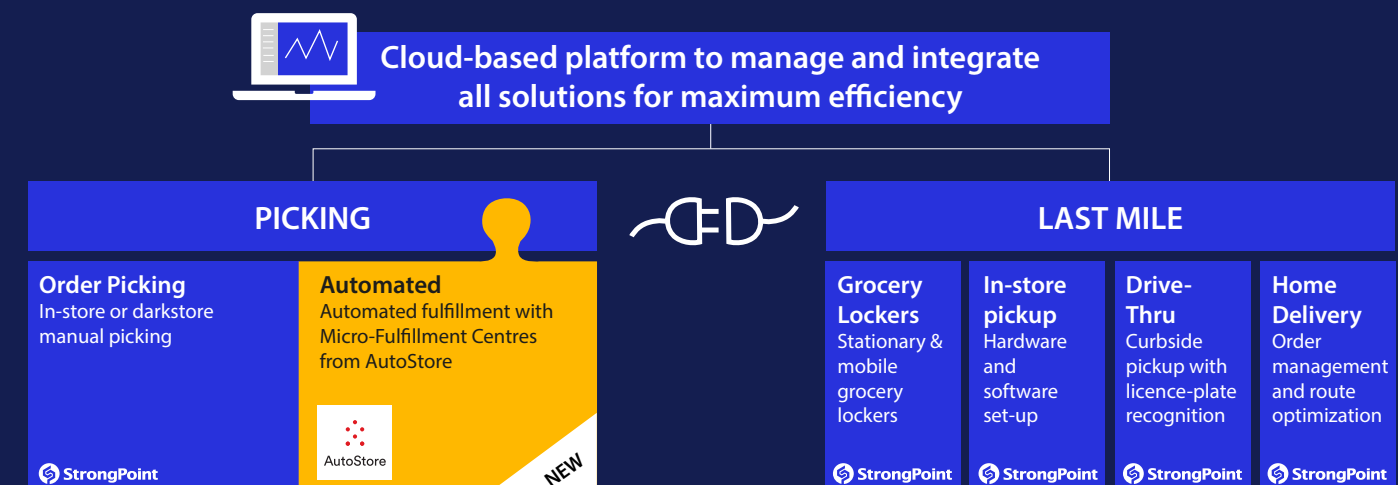 Cloud-based platform to manage and integrate
all solutions for maximum efficiency
PICKING
Order Picking
In-store or darkstore
manual picking
StrongPoint
Automated
Automated fulfillment with
Micro-Fulfillment Centres
from AutoStore
AutoStore
NEW
LAST MILE
Grocery
Lockers
Stationary &
mobile
grocery
lockers
StrongPoint
In-store
pickup
Hardware
and
software
set-up
StrongPoint
Drive-
Thru
Curbside
pickup with
licence-plate
recognition
StrongPoint
Home
Delivery
Order
management
and route
optimization
StrongPoint